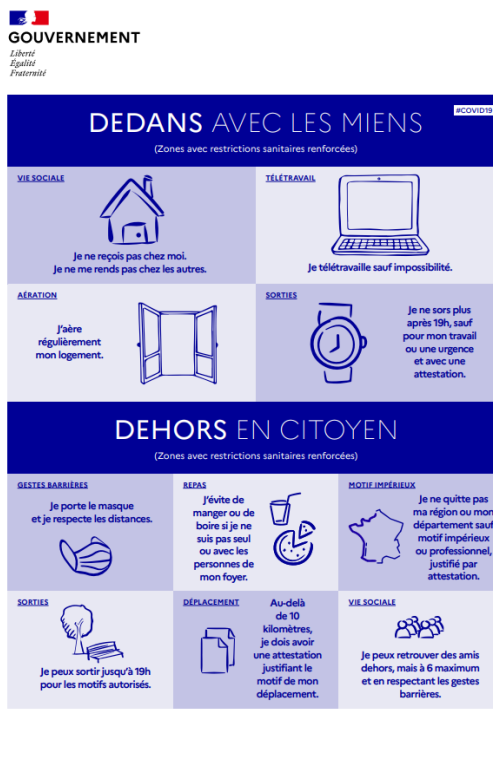 GOUVERNEMENT
Liberté
Égalité
Fraternité
#COVID19
DEDANS AVEC LES MIENS
(Zones avec restrictions sanitaires renforcées)
VIE SOCIALE
Je ne reçois pas chez moi.
Je ne me rends pas chez les autres.
TÉLÉTRAVAIL
Je télétravaille sauf impossibilité.
AÉRATION
J'aère
régulièrement
mon logement.
SORTIES
Je ne sors plus
après 19h, sauf
pour mon travail
ou une urgence
et avec une
attestation.
DEHORS EN CITOYEN
(Zones avec restrictions sanitaires renforcées)
GESTES BARRIÈRES
Je porte le masque
et je respecte les distances.
REPAS
J'évite de
manger ou de
boire si je ne
suis pas seul
ou avec les
personnes de
mon foyer.
MOTIF IMPÉRIEUX
Je ne quitte pas
ma région ou mon
département sauf
motif impérieux
ou professionnel,
justifié par
attestation.
SORTIES
Je peux sortir jusqu'à 19h
pour les motifs autorisés.
DÉPLACEMENT
Au-delà
de 10
kilomètres,
je dois avoir
une attestation
justifiant le
motif de mon
déplacement.
VIE SOCIALE
Je peux retrouver des amis
dehors, mais à 6 maximum
et en respectant les gestes
barrières.